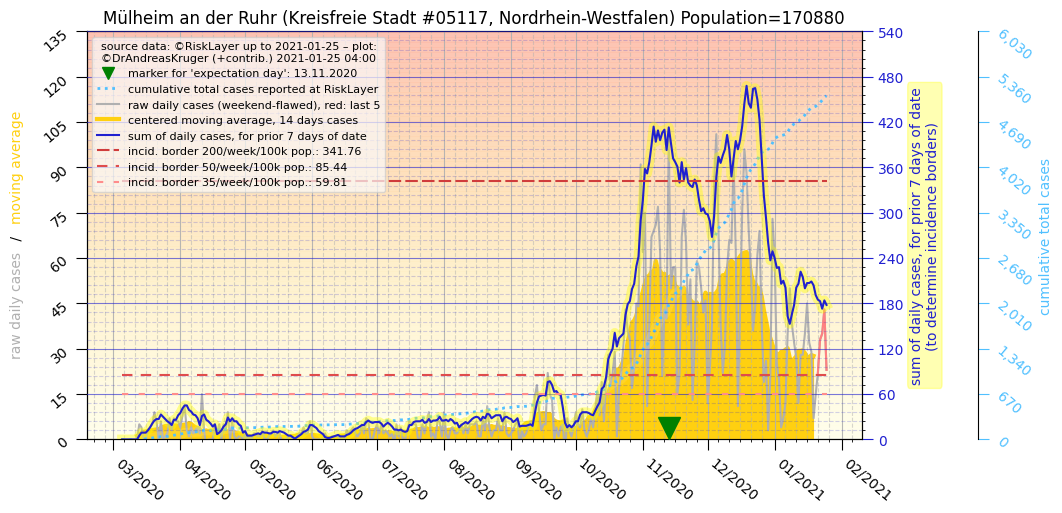 Mülheim an der Ruhr (Kreisfreie Stadt #05117, Nordrhein-Westfalen) Population=170880
source data: ©RiskLayer up to 2021-01-25 – plot:
©DrAndreasKruger (+contrib.) 2021-01-25 04:00
marker for 'expectation day': 13.11.2020
cumulative total cases reported at RiskLayer
raw daily cases (weekend-flawed), red: last 5
centered moving average, 14 days cases
sum of daily cases, for prior 7 days of date
incid. border 200/week/100k pop.: 341.76
incid. border 50/week/100k pop.: 85.44
incid. border 35/week/100k pop.: 59.81
raw daily cases / moving average
135
120
105
90
75
60
45
30
15
0
03/2020
04/2020
05/2020
06/2020
07/2020
08/2020
09/2020
10/2020
11/2020
12/2020
01/2021
02/2021
540
480
420
360
300
240
180
120
60
0
sum of daily cases, for prior 7 days of date
(to determine incidence borders)
6,030
5,360
4,690
4,020
3,350
2,680
2,010
1,340
670
0
cumulative total cases